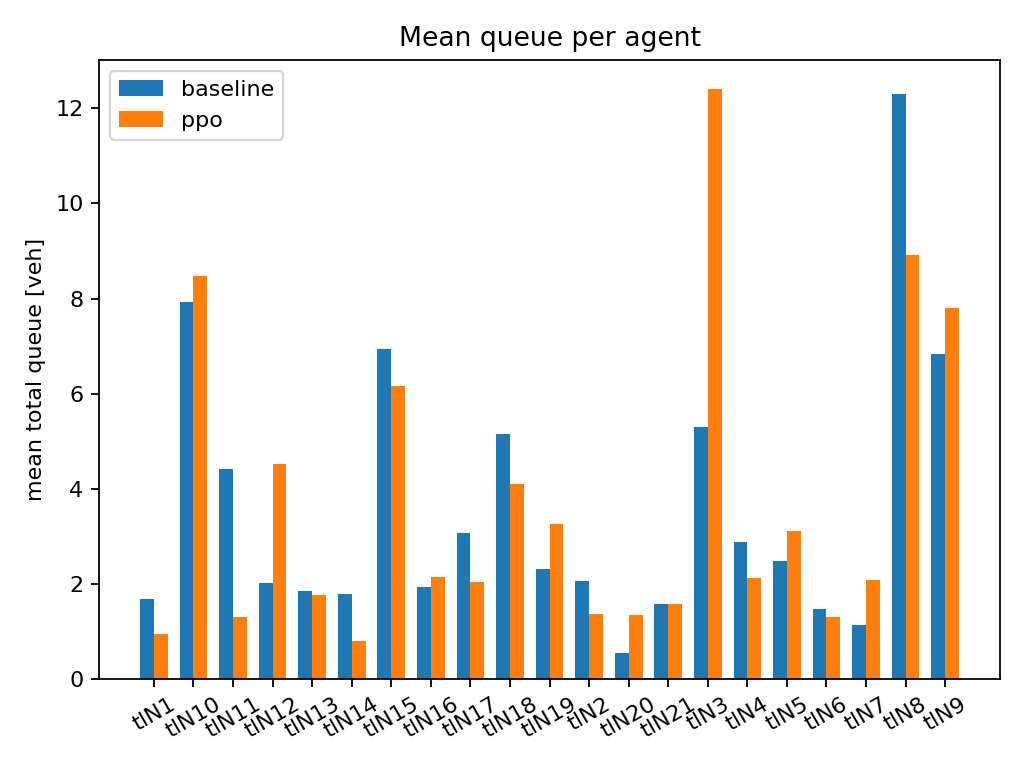 Mean queue per agent
baseline
ppo
mean total queue [veh]
12
10
8
6
4
2
0
tlN1
tlN10
tlN11
tlN12
tlN13
tlN14
tlN15
tlN16
tlN17
tlN18
tlN19
tlN2
tlN20
tlN21
tlN3
tlN4
tlN5
tlN6
tlN7
tlN8
tlN9